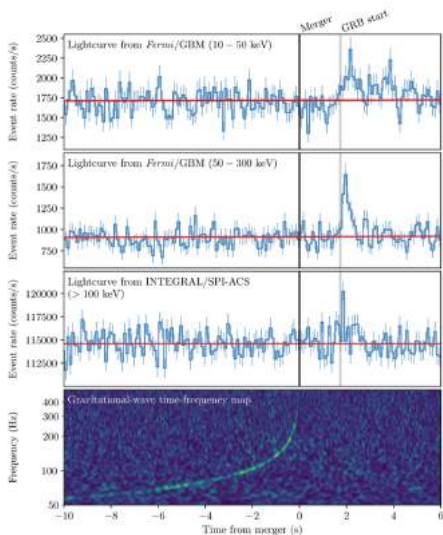 Merger
GRB start
Lightcurve from Fermi/GBM (10 − 50 keV)
Event rate (counts/s)
2500
2250
2000
1750
1500
1250
Lightcurve from Fermi/GBM (50 − 300 keV)
Event rate (counts/s)
1750
1500
1250
1000
750
Lightcurve from INTEGRAL/SPI-ACS
(> 100 keV)
Event rate (counts/s)
120000
117500
115000
112500
Gravitational-wave time-frequency map
Frequency (Hz)
400
300
200
100
50
−10 −8 −6 −4 −2 0 2 4 6
Time from merger (s)